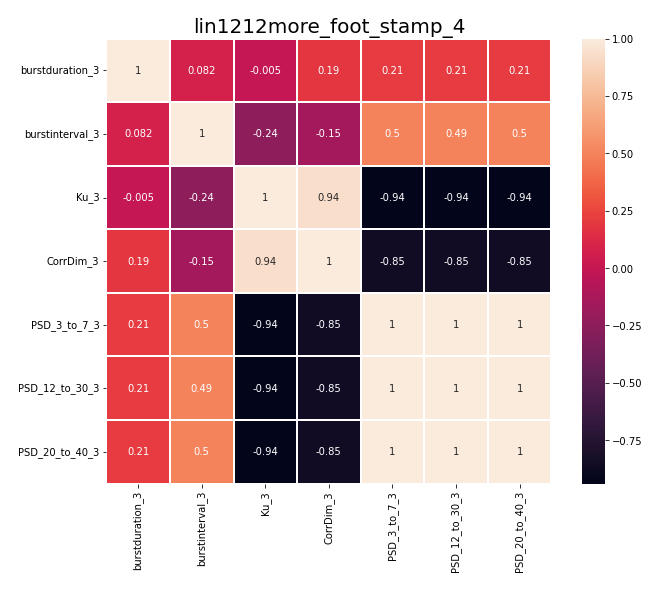 lin1212more_foot_stamp_4
burstduration_3 1 0.082 -0.005 0.19 0.21 0.21 0.21
burstinterval_3 0.082 1 -0.24 -0.15 0.5 0.49 0.5
Ku_3 -0.005 -0.24 1 0.94 -0.94 -0.94 -0.94
CorrDim_3 0.19 -0.15 0.94 1 -0.85 -0.85 -0.85
PSD_3_to_7_3 0.21 0.5 -0.94 -0.85 1 1 1
PSD_12_to_30_3 0.21 0.49 -0.94 -0.85 1 1 1
PSD_20_to_40_3 0.21 0.5 -0.94 -0.85 1 1 1
burstduration_3
burstinterval_3
Ku_3
CorrDim_3
PSD_3_to_7_3
PSD_12_to_30_3
PSD_20_to_40_3
1.00
0.75
0.50
0.25
0.00
−0.25
−0.50
−0.75